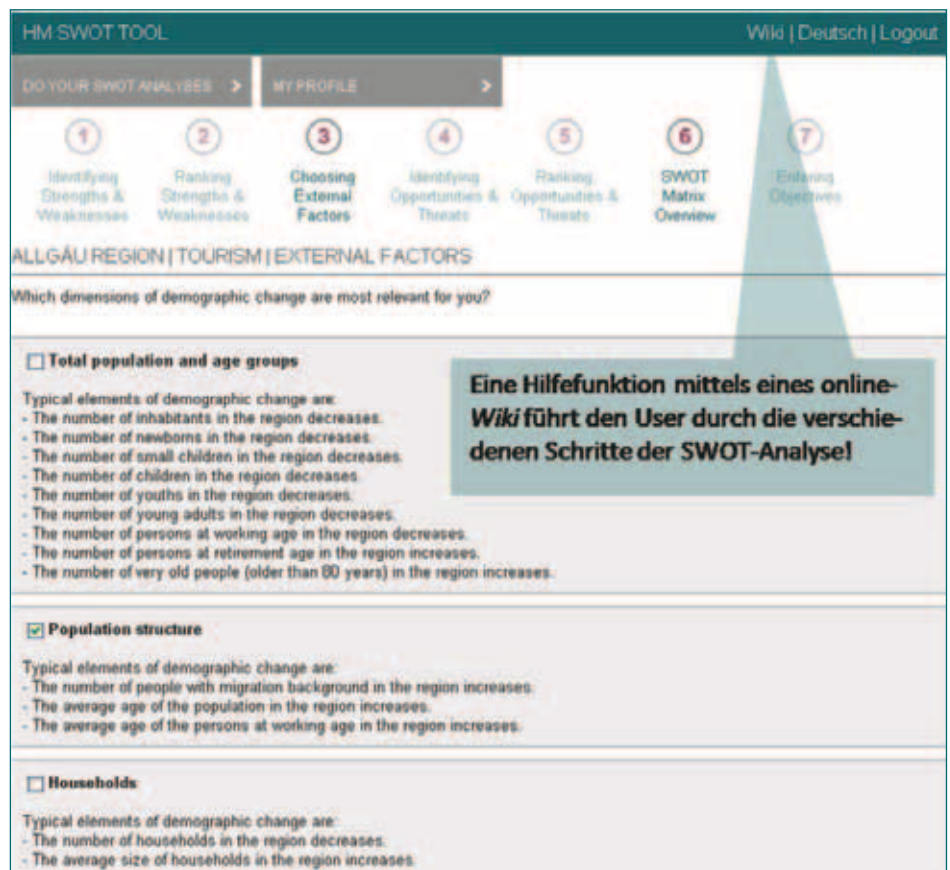 HM SWOT TOOL
Wiki | Deutsch | Logout
DO YOUR SWOT ANALYSES >
MY PROFILE >
1
2
3
4
5
6
7
Identifying Strengths & Weaknesses
Ranking Strengths & Weaknesses
Choosing External Factors
Identifying Opportunities & Threats
Ranking Opportunities & Threats
SWOT Matrix Overview
Entering Objectives
ALLGÄU REGION | TOURISM | EXTERNAL FACTORS
Which dimensions of demographic change are most relevant for you?
Total population and age groups
Typical elements of demographic change are:
- The number of inhabitants in the region decreases.
- The number of newborns in the region decreases.
- The number of small children in the region decreases.
- The number of children in the region decreases.
- The number of youths in the region decreases.
- The number of young adults in the region decreases.
- The number of persons at working age in the region decreases.
- The number of persons at retirement age in the region increases.
- The number of very old people (older than 80 years) in the region increases.
Eine Hilfefunktion mittels eines online-
Wiki führt den User durch die verschie-
denen Schritte der SWOT-Analyse!
Population structure
Typical elements of demographic change are:
- The number of people with migration background in the region increases.
- The average age of the population in the region increases.
- The average age of the persons at working age in the region increases.
Households
Typical elements of demographic change are:
- The number of households in the region decreases.
- The average size of households in the region increases.